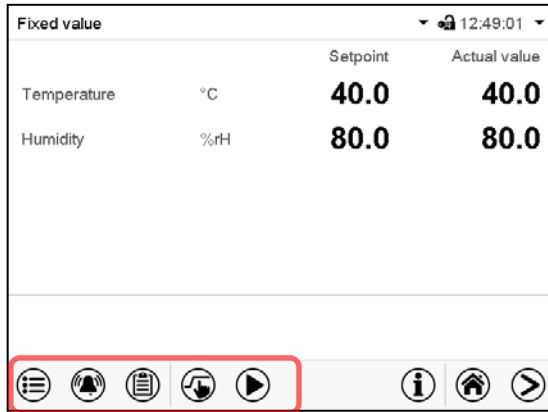 Fixed value 12:49:01
Setpoint Actual value
Temperature °C 40.0 40.0
Humidity %rH 80.0 80.0